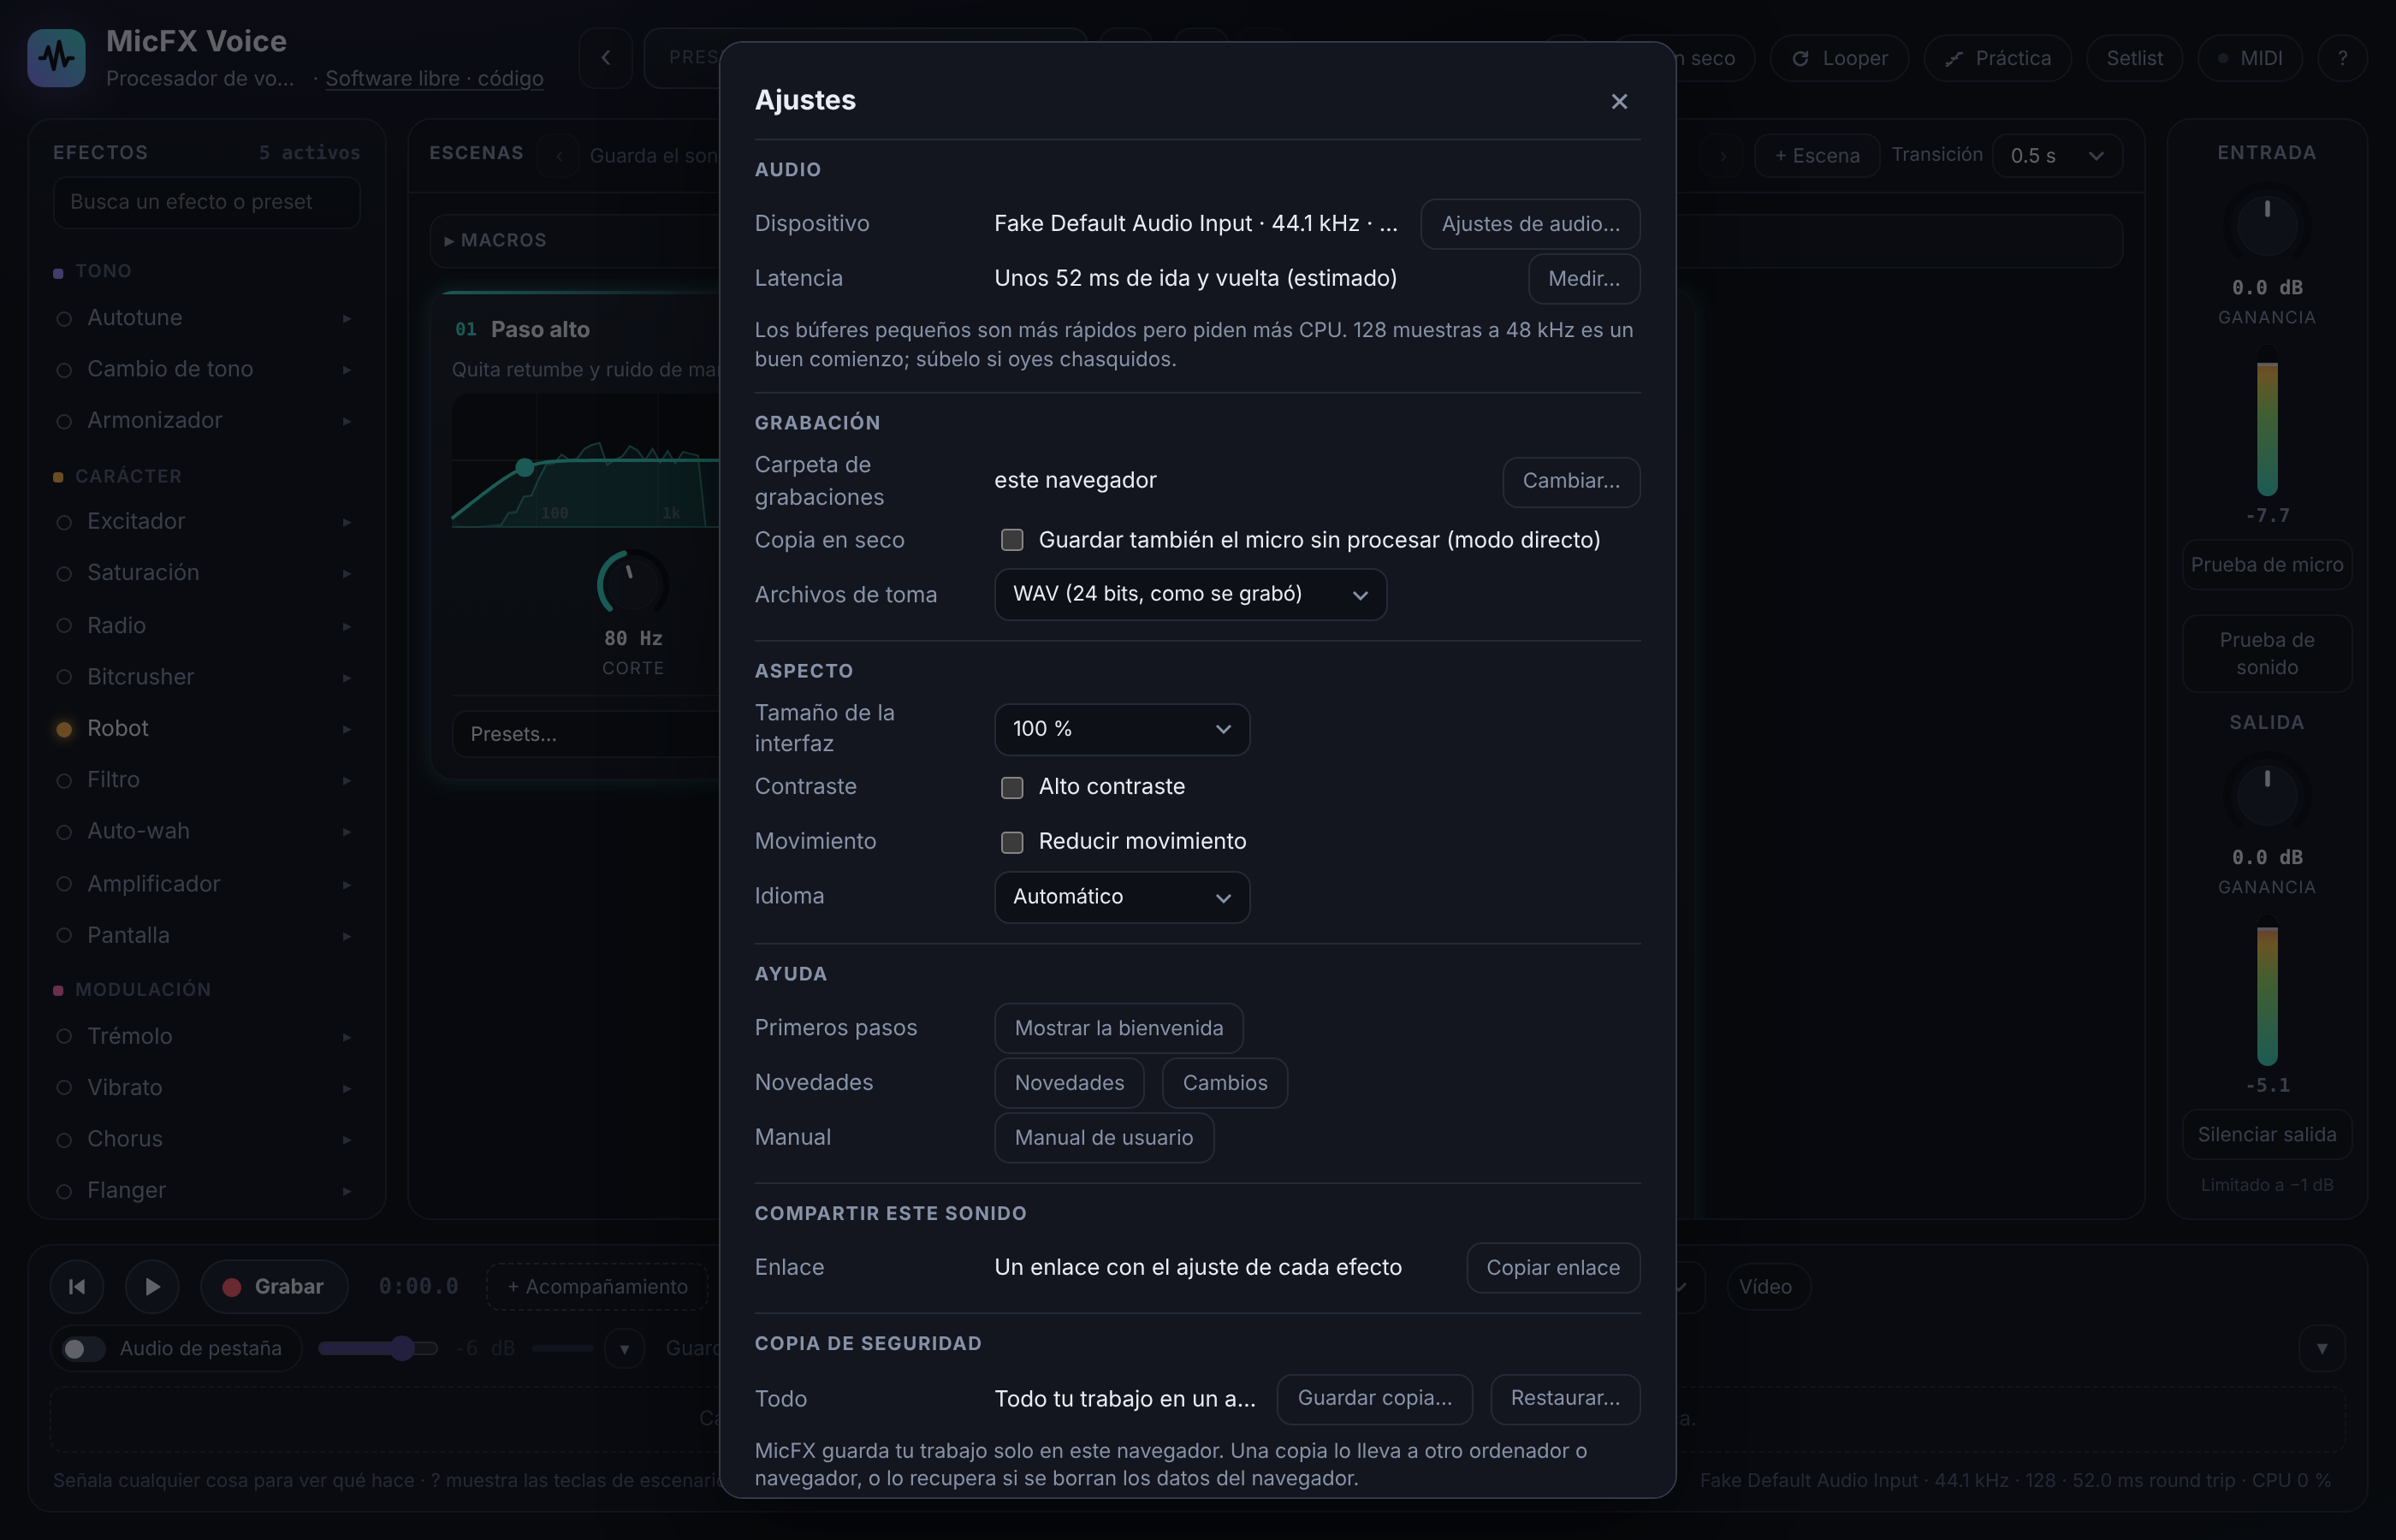 MicFX Voice
Procesador de vo... · Software libre · código
PRES
n seco
Looper
Práctica
Setlist
MIDI
?
EFECTOS
5 activos
Busca un efecto o preset
TONO
Autotune
Cambio de tono
Armonizador
CARÁCTER
Excitador
Saturación
Radio
Bitcrusher
Robot
Filtro
Auto-wah
Amplificador
Pantalla
MODULACIÓN
Trémolo
Vibrato
Chorus
Flanger
ESCENAS
Guarda el son
+ Escena
Transición
0.5 s
MACROS
01 Paso alto
Quita retumbe y ruido de ma
100
1k
80 Hz
CORTE
Presets...
Ajustes
AUDIO
Dispositivo
Fake Default Audio Input · 44.1 kHz · ...
Ajustes de audio...
Latencia
Unos 52 ms de ida y vuelta (estimado)
Medir...
Los búferes pequeños son más rápidos pero piden más CPU. 128 muestras a 48 kHz es un
buen comienzo; súbelo si oyes chasquidos.
GRABACIÓN
Carpeta de
grabaciones
este navegador
Cambiar...
Copia en seco
Guardar también el micro sin procesar (modo directo)
Archivos de toma
WAV (24 bits, como se grabó)
ASPECTO
Tamaño de la
interfaz
100 %
Contraste
Alto contraste
Movimiento
Reducir movimiento
Idioma
Automático
AYUDA
Primeros pasos
Mostrar la bienvenida
Novedades
Novedades
Cambios
Manual
Manual de usuario
COMPARTIR ESTE SONIDO
Enlace
Un enlace con el ajuste de cada efecto
Copiar enlace
COPIA DE SEGURIDAD
Todo
Todo tu trabajo en un a...
Guardar copia...
Restaurar...
MicFX guarda tu trabajo solo en este navegador. Una copia lo lleva a otro ordenador o
navegador, o lo recupera si se borran los datos del navegador.
ENTRADA
0.0 dB
GANANCIA
-7.7
Prueba de micro
Prueba de
sonido
SALIDA
0.0 dB
GANANCIA
-5.1
Silenciar salida
Limitado a −1 dB
Grabar
0:00.0
+ Acompañamiento
Vídeo
Audio de pestaña
-6 dB
Guard
Ca
a.
Señala cualquier cosa para ver qué hace · ? muestra las teclas de escenari
Fake Default Audio Input · 44.1 kHz · 128 · 52.0 ms round trip · CPU 0 %